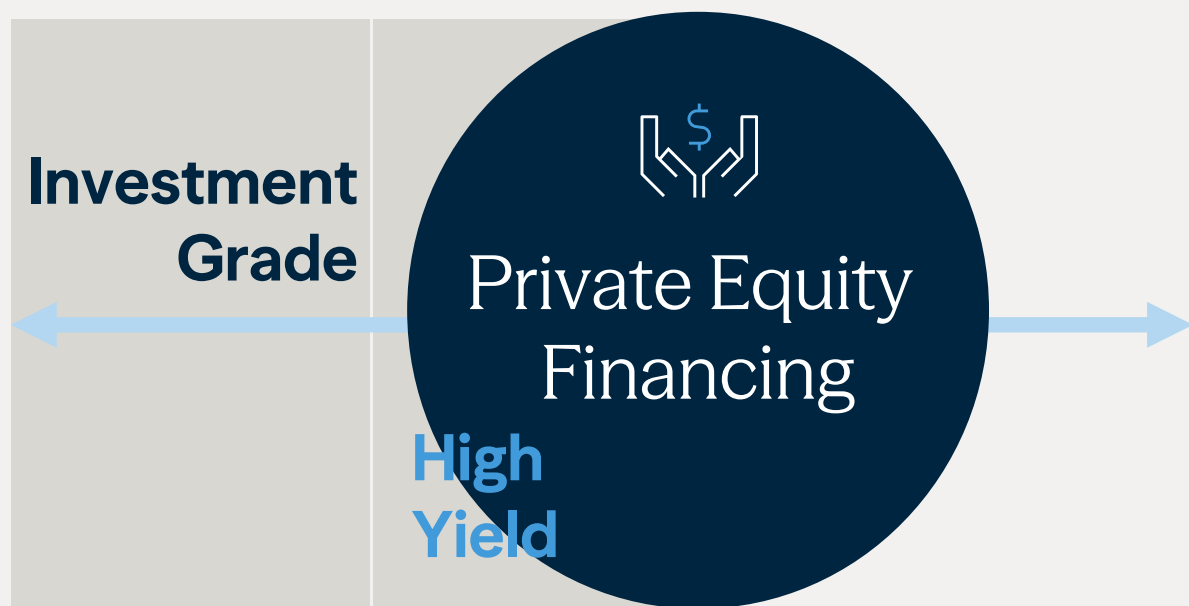 Investment
Grade
$
Private Equity
Financing
High
Yield